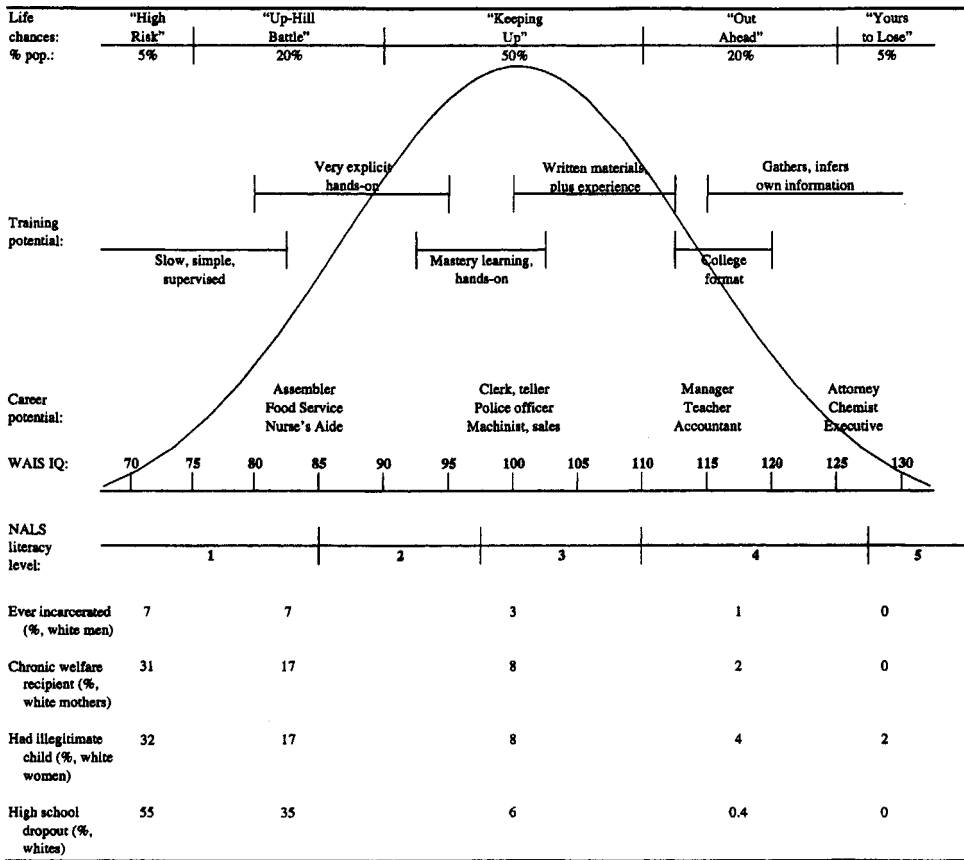 Life chances: "High Risk" "Up-Hill Battle" "Keeping Up" "Out Ahead" "Yours to Lose"
% pop.: 5% 20% 50% 20% 5%
Very explicit hands-on
Written materials, plus experience
Gathers, infers own information
Training potential:
Slow, simple, supervised
Mastery learning, hands-on
College format
Career potential:
Assembler Food Service Nurse's Aide
Clerk, teller Police officer Machinist, sales
Manager Teacher Accountant
Attorney Chemist Executive
WAIS IQ: 70 75 80 85 90 95 100 105 110 115 120 125 127 130
NALS literacy level: 1 2 3 4 5
Ever incarcerated (%, white men) 7 7 3 1 0
Chronic welfare recipient (%, white mothers) 31 17 8 2 0
Had illegitimate child (%, white women) 32 17 8 4 2
High school dropout (%, whites) 55 35 6 0.4 0